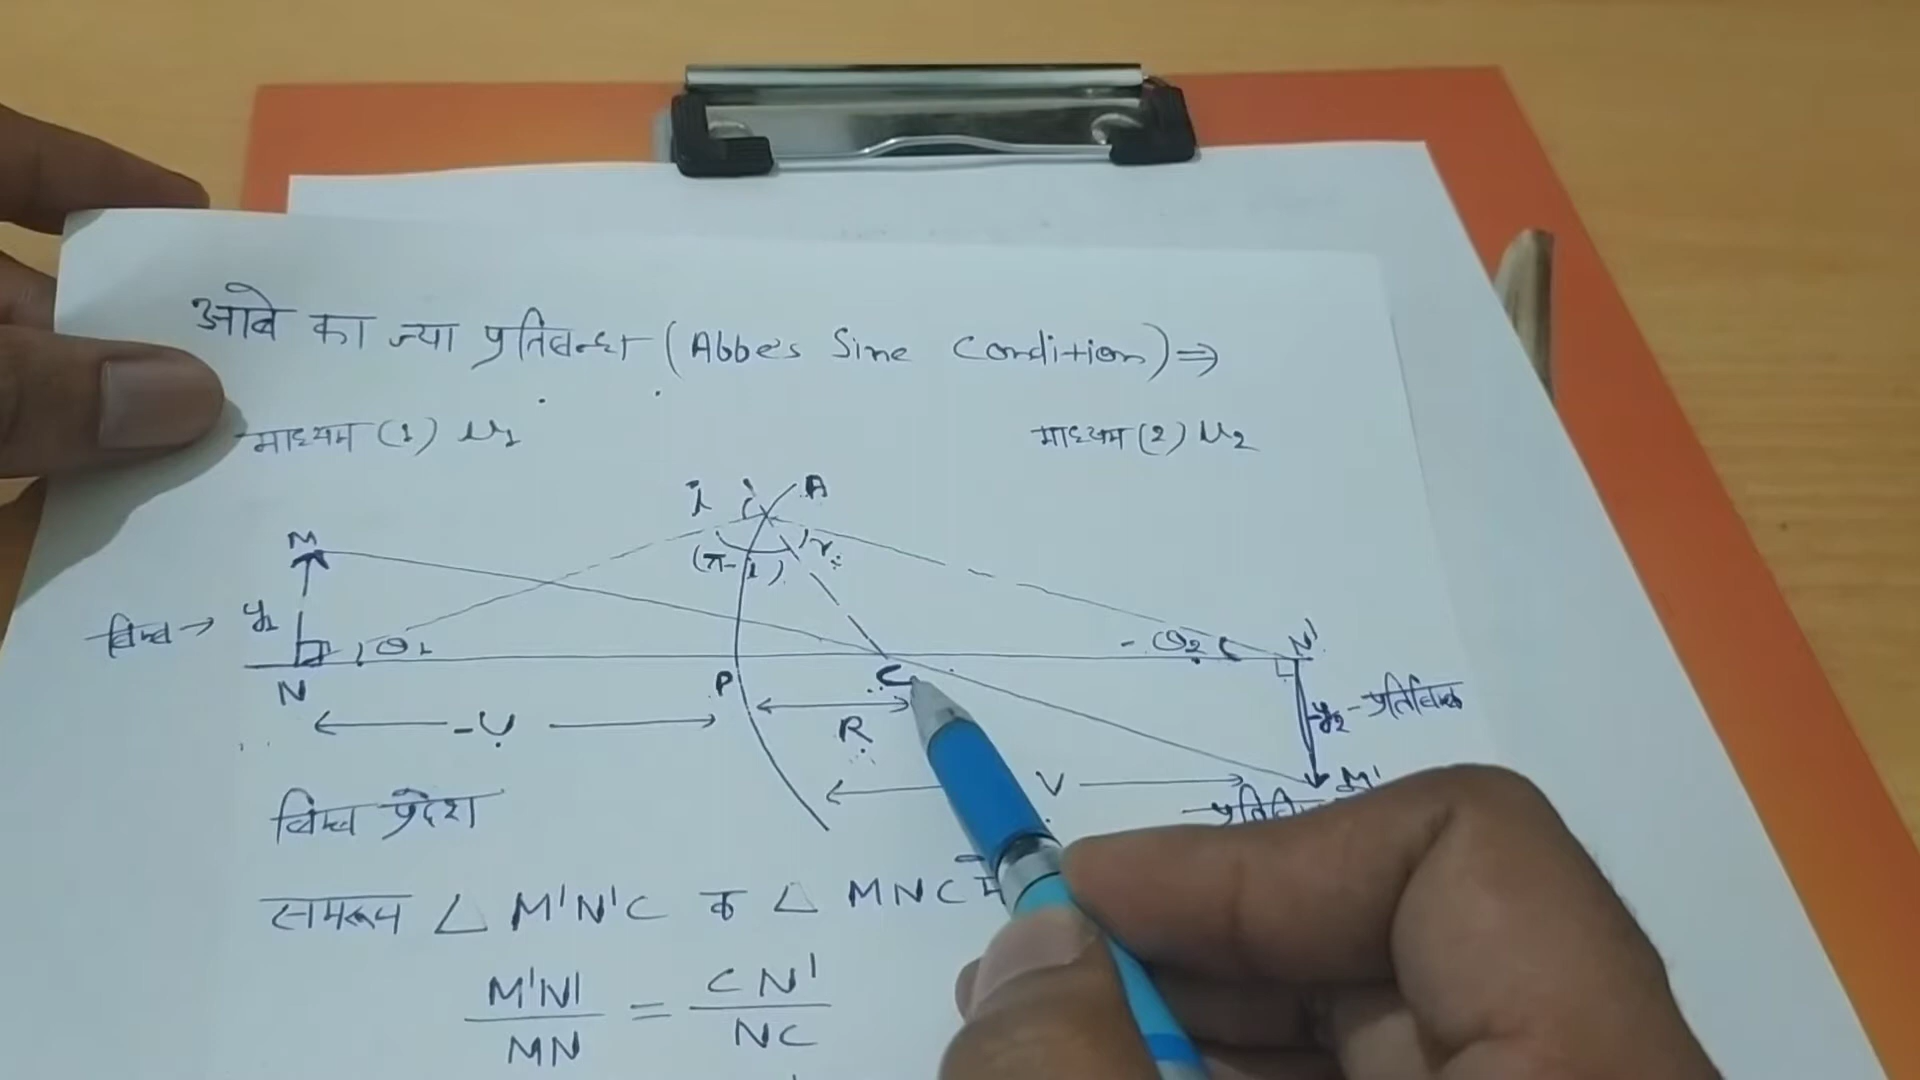 आबे का ज्या प्रतिबन्ध (Abbe's Sine Condition) ⇒
माध्यम (1) μ1
माध्यम (2) μ2
i i A
M
(π-i) r
बिम्ब → y1
θ1
-θ2
N'
N
P
C
-y2 - प्रतिबिम्ब
-U
R
V
M'
बिम्ब प्रदेश
समरूप △ M'N'C व △ MNC
M'N' / MN = CN' / NC